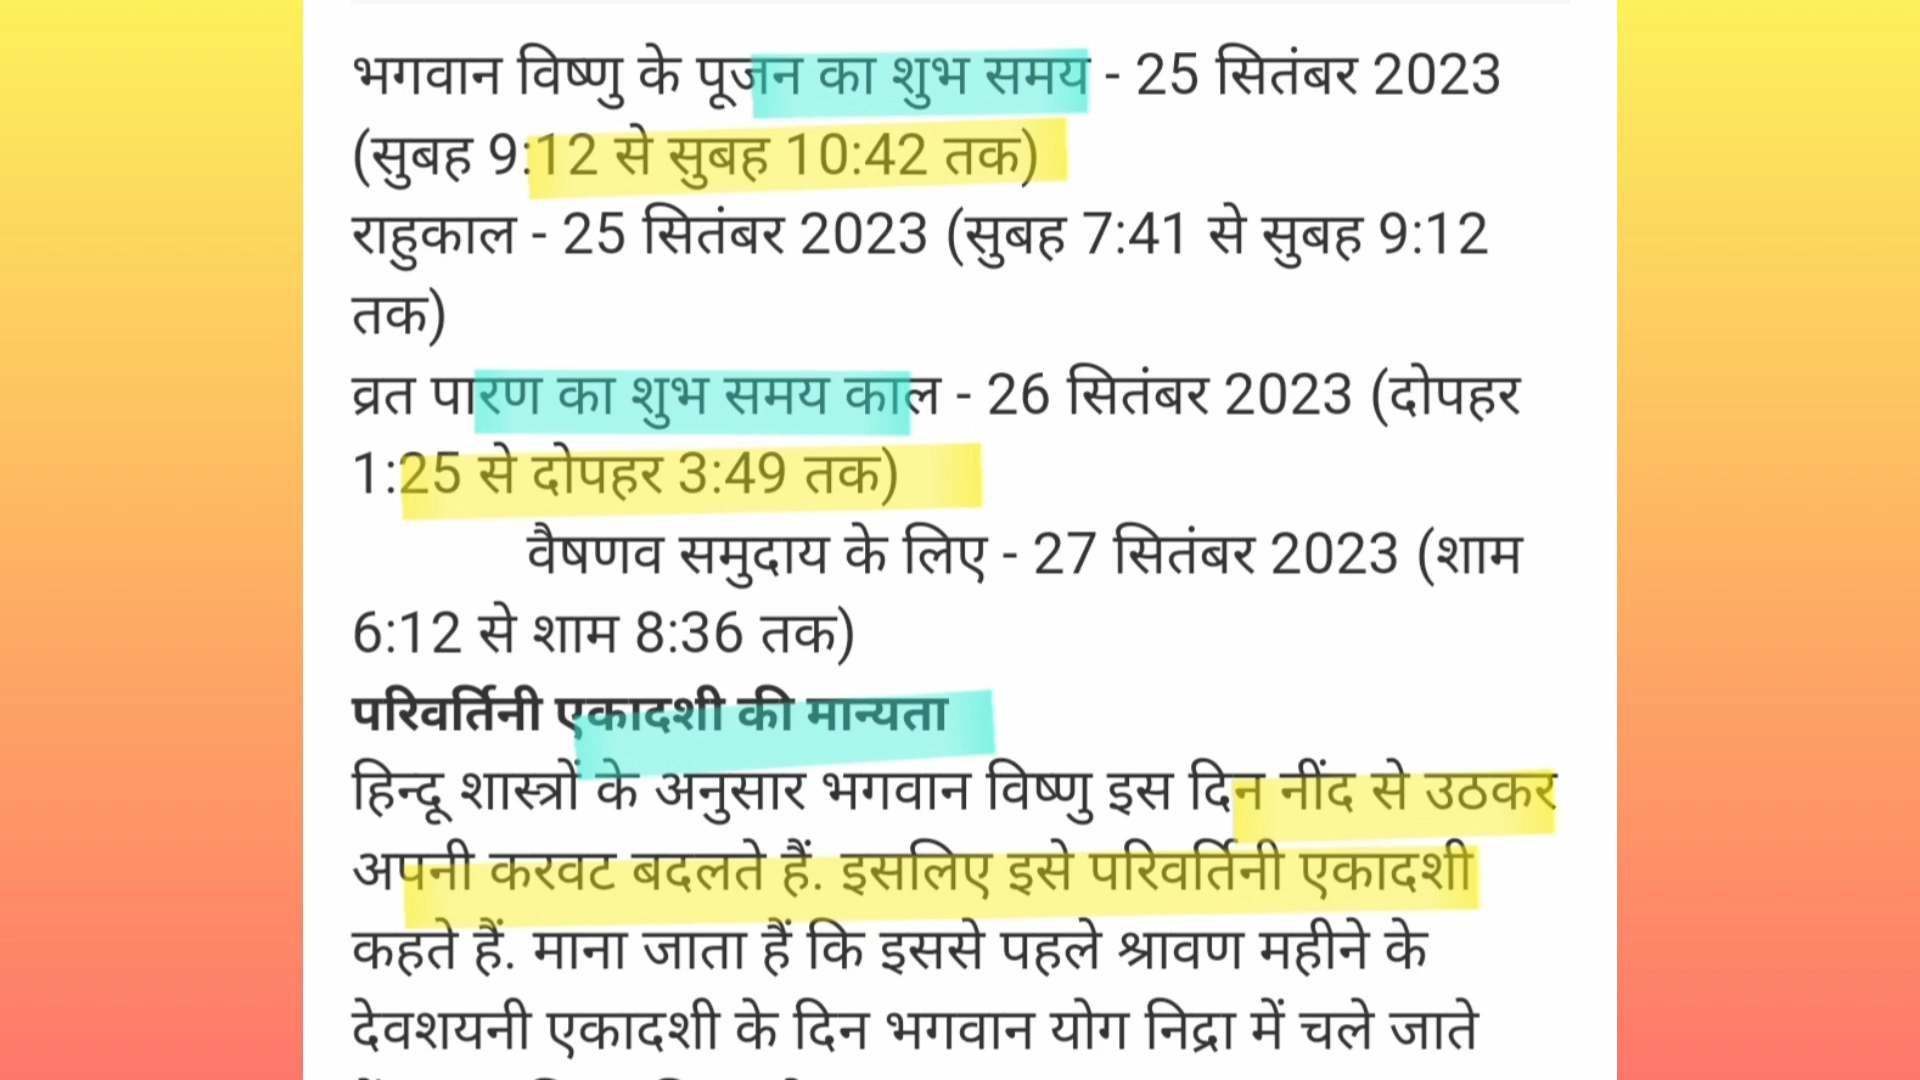 भगवान विष्णु के पूजन का शुभ समय - 25 सितंबर 2023
(सुबह 9:12 से सुबह 10:42 तक)
राहुकाल - 25 सितंबर 2023 (सुबह 7:41 से सुबह 9:12
तक)
व्रत पारण का शुभ समय काल - 26 सितंबर 2023 (दोपहर
1:25 से दोपहर 3:49 तक)
वैषणव समुदाय के लिए - 27 सितंबर 2023 (शाम
6:12 से शाम 8:36 तक)
परिवर्तिनी एकादशी की मान्यता
हिन्दू शास्त्रों के अनुसार भगवान विष्णु इस दिन नींद से उठकर
अपनी करवट बदलते हैं. इसलिए इसे परिवर्तिनी एकादशी
कहते हैं. माना जाता हैं कि इससे पहले श्रावण महीने के
देवशयनी एकादशी के दिन भगवान योग निद्रा में चले जाते